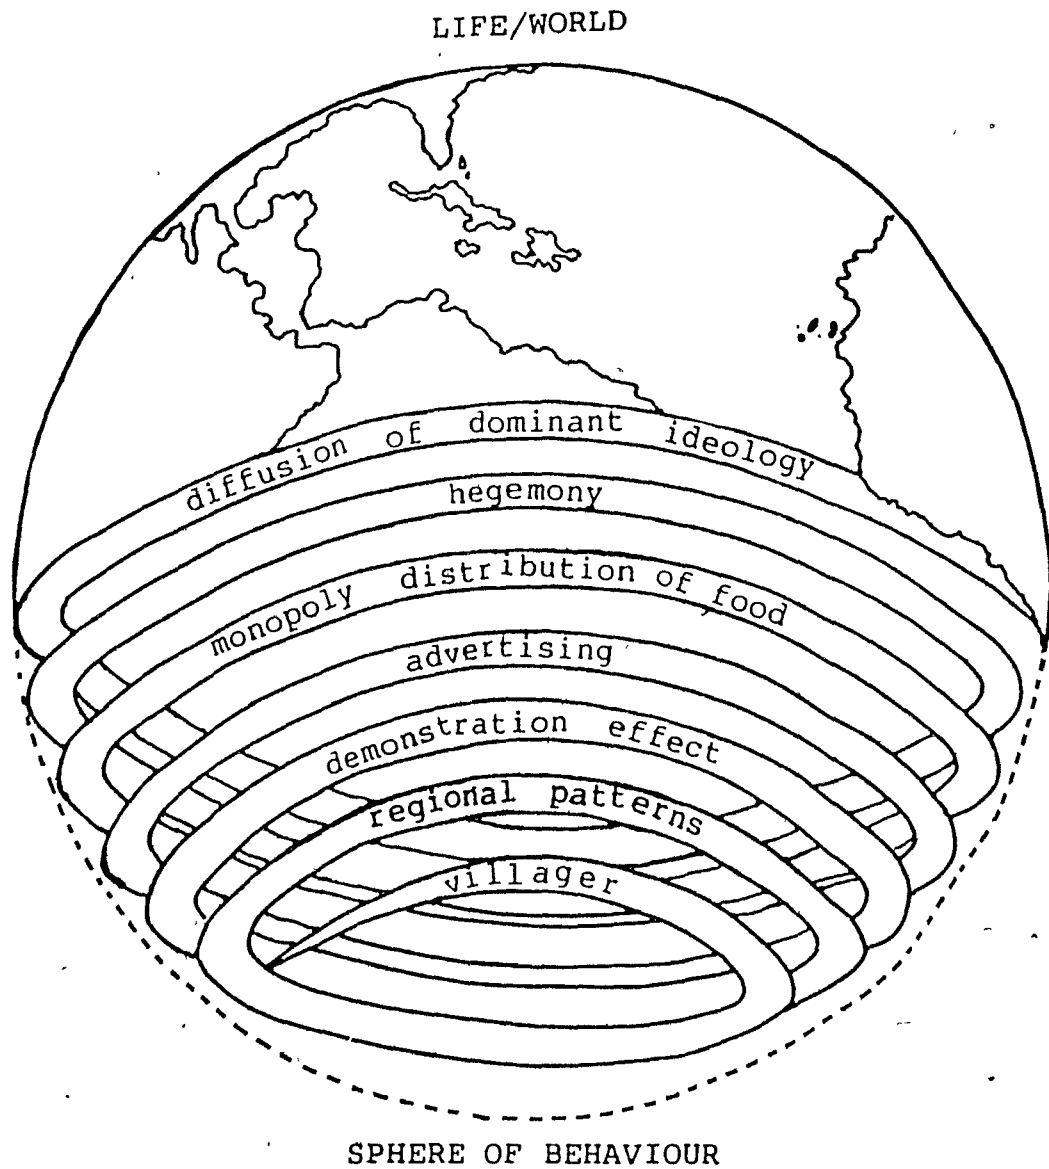 LIFE/WORLD
diffusion of dominant ideology
hegemony
monopoly distribution of food
advertising
demonstration effect
regional patterns
villager
SPHERE OF BEHAVIOUR